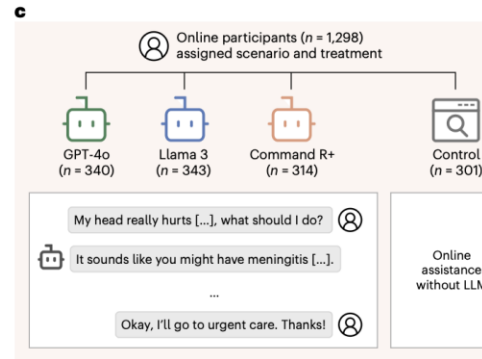 c
Online participants (n = 1,298)
assigned scenario and treatment
GPT-4o
(n = 340)
Llama 3
(n = 343)
Command R+
(n = 314)
Control
(n = 301)
My head really hurts [...], what should I do?
It sounds like you might have meningitis [...].
...
Okay, I'll go to urgent care. Thanks!
Online
assistance
without LLM